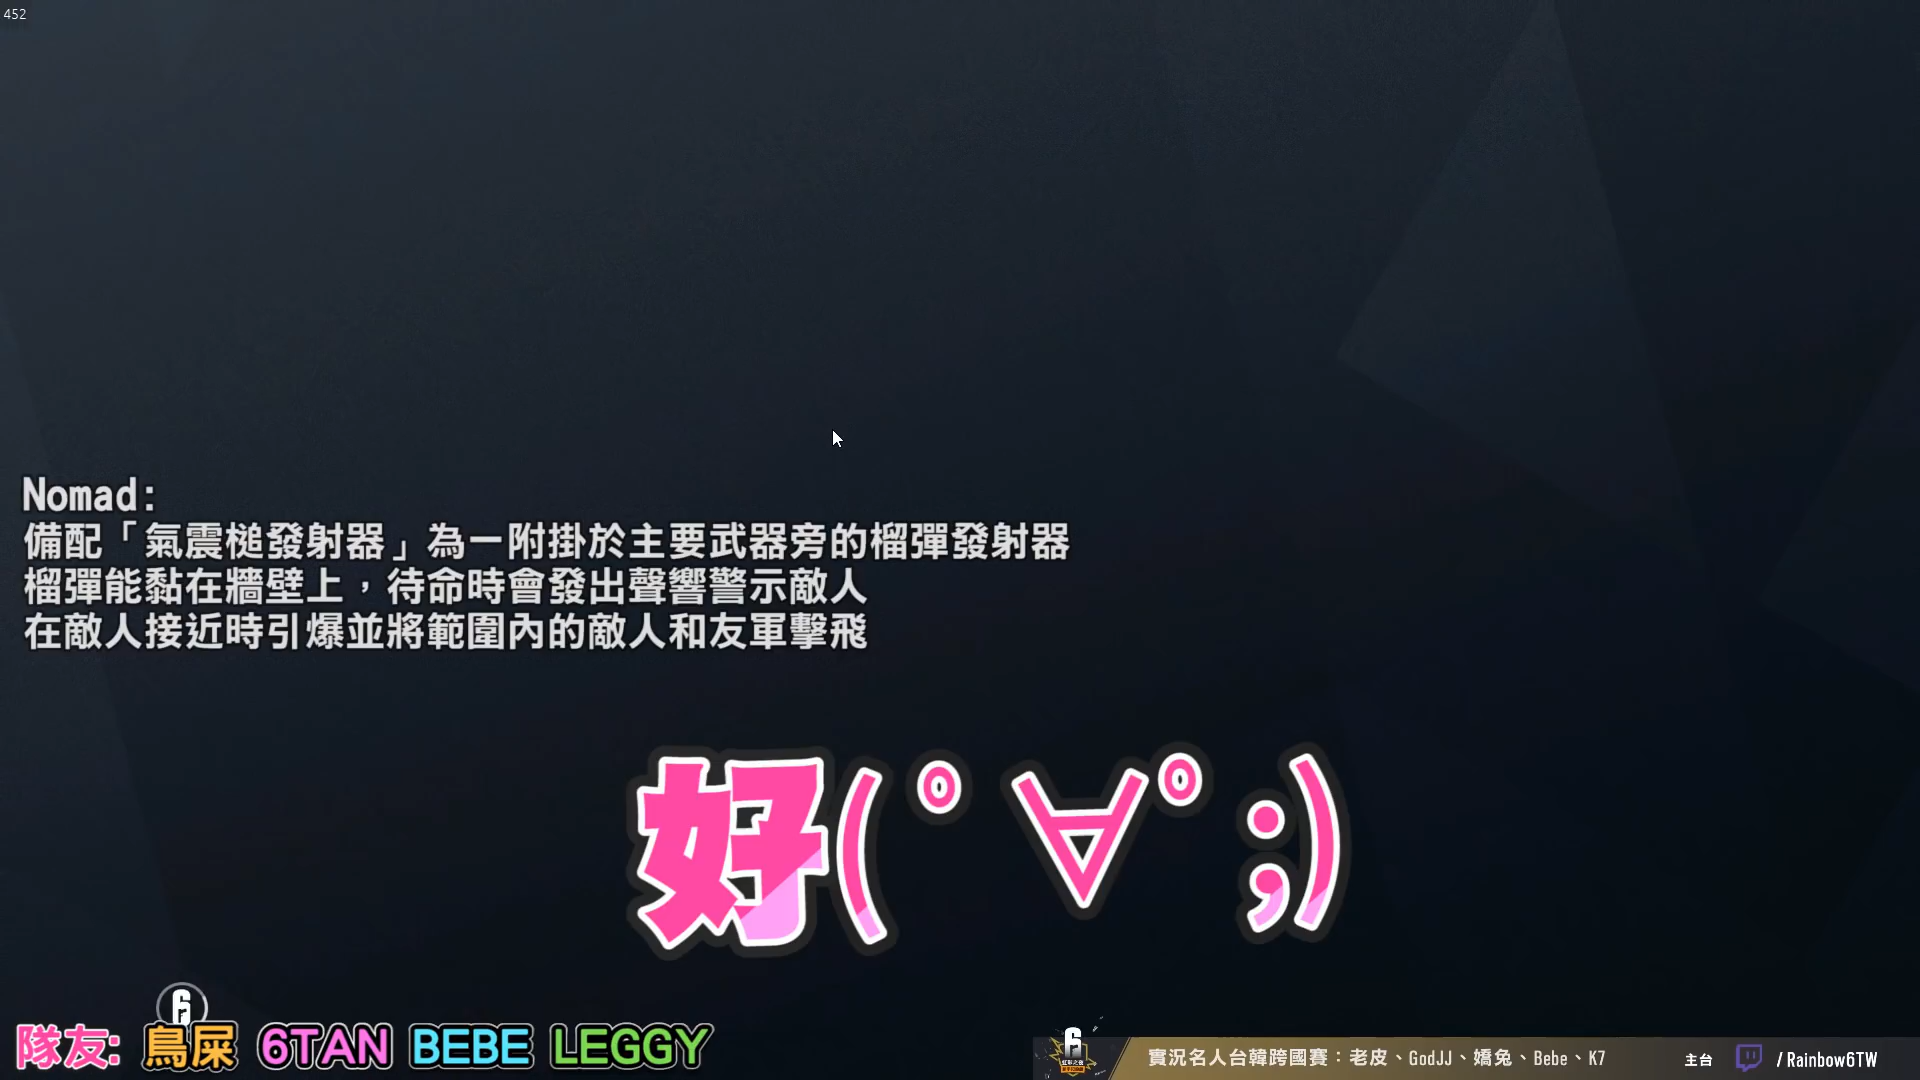 452
Nomad:
備配「氣震槌發射器」為一附掛於主要武器旁的榴彈發射器
榴彈能黏在牆壁上，待命時會發出聲響警示敵人
在敵人接近時引爆並將範圍內的敵人和友軍擊飛
好(ﾟ∀ﾟ;)
隊友: 鳥屎 6TAN BEBE LEGGY
實況名人台韓跨國賽：老皮、GodJJ、嬌兔、Bebe、K7 主台 /Rainbow6TW